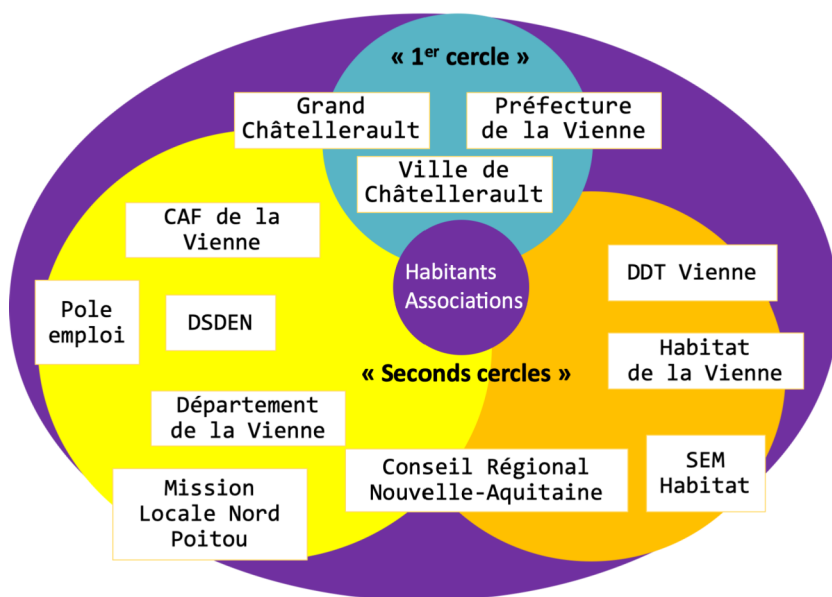 « 1er cercle »
Grand
Châtellerault
Préfecture
de la Vienne
Ville de
Châtellerault
CAF de la
Vienne
Habitants
Associations
DDT Vienne
Pole
emploi
DSDEN
Habitat
de la Vienne
« Seconds cercles »
Département
de la Vienne
Conseil Régional
Nouvelle-Aquitaine
SEM
Habitat
Mission
Locale Nord
Poitou